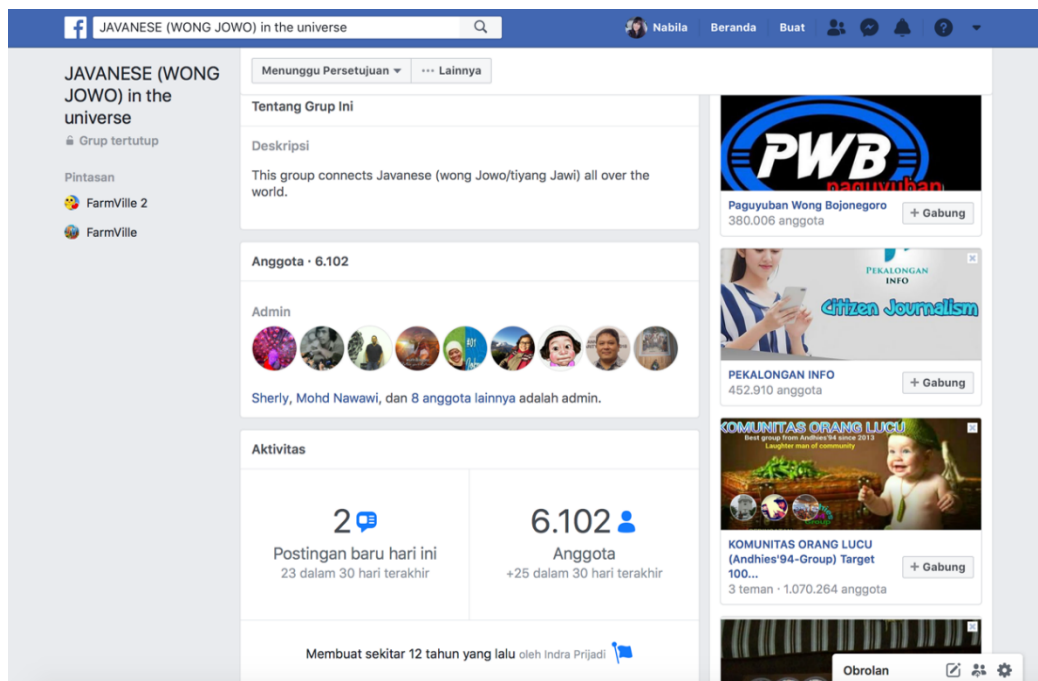 JAVANESE (WONG JOWO) in the universe
Nabila
Beranda
Buat
JAVANESE (WONG
JOWO) in the
universe
Grup tertutup
Pintasan
FarmVille 2
FarmVille
Menunggu Persetujuan
Lainnya
Tentang Grup Ini
Deskripsi
This group connects Javanese (wong Jowo/tiyang Jawi) all over the
world.
Anggota · 6.102
Admin
Sherly, Mohd Nawawi, dan 8 anggota lainnya adalah admin.
Aktivitas
2
Postingan baru hari ini
23 dalam 30 hari terakhir
6.102
Anggota
+25 dalam 30 hari terakhir
Membuat sekitar 12 tahun yang lalu oleh Indra Prijadi
PWB
paguyuban
Paguyuban Wong Bojonegoro
380.006 anggota
+ Gabung
PEKALONGAN
INFO
Citizen Journalism
PEKALONGAN INFO
452.910 anggota
+ Gabung
KOMUNITAS ORANG LUCU
Best group from Andhies'94 since 2013
Laughter man of community
KOMUNITAS ORANG LUCU
(Andhies'94-Group) Target
100...
3 teman · 1.070.264 anggota
+ Gabung
Obrolan